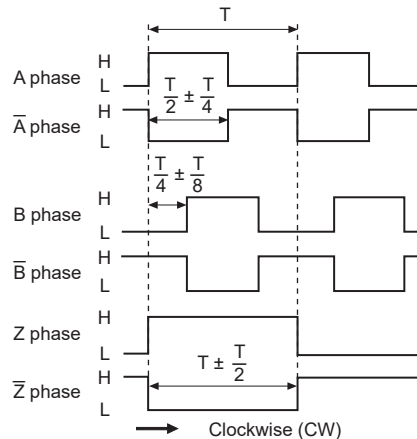 T
H
A phase
L
T/2 ± T/4
H
A̅ phase
L
T/4 ± T/8
H
B phase
L
H
B̅ phase
L
H
Z phase
L
T ± T/2
H
Z̅ phase
L
Clockwise (CW)